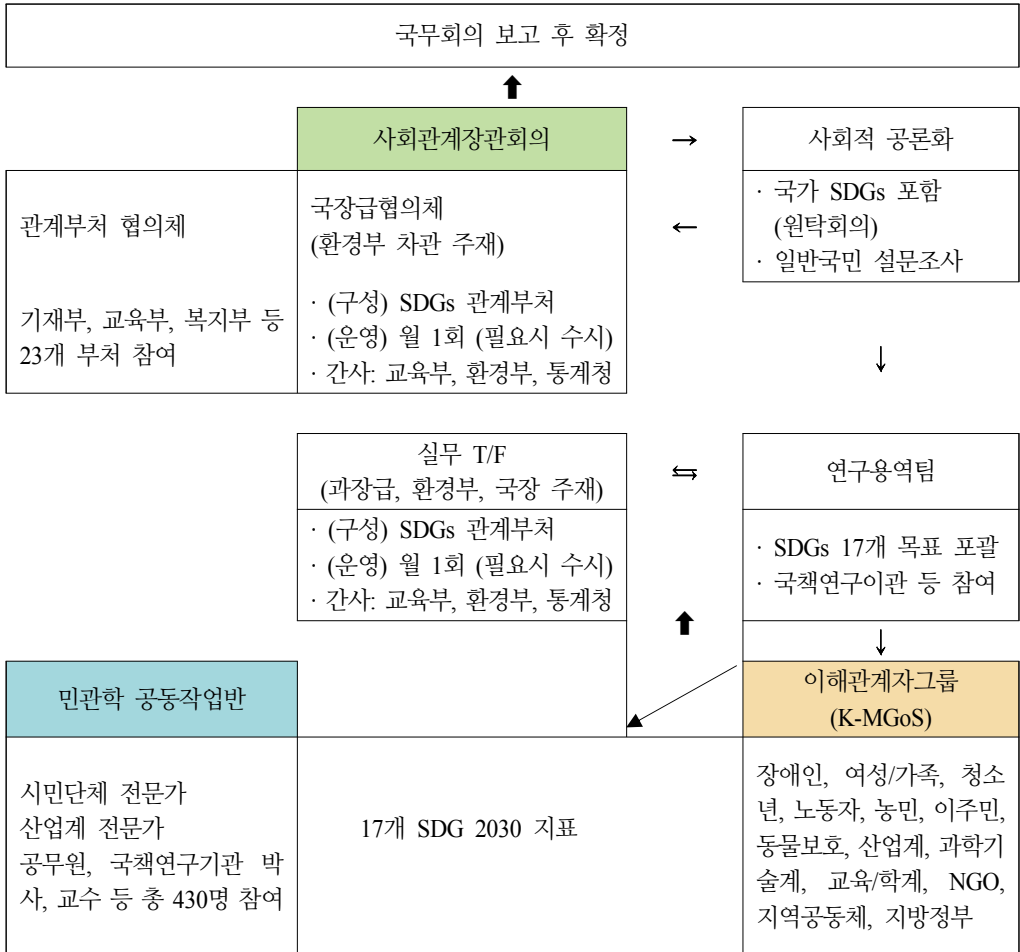 국무회의 보고 후 확정
⬆
사회관계장관회의
→
사회적 공론화
관계부처 협의체
기재부, 교육부, 복지부 등
23개 부처 참여
국장급협의체
(환경부 차관 주재)
· (구성) SDGs 관계부처
· (운영) 월 1회 (필요시 수시)
· 간사: 교육부, 환경부, 통계청
←
· 국가 SDGs 포함
(원탁회의)
· 일반국민 설문조사
↓
실무 T/F
(과장급, 환경부, 국장 주재)
· (구성) SDGs 관계부처
· (운영) 월 1회 (필요시 수시)
· 간사: 교육부, 환경부, 통계청
⇆
연구용역팀
· SDGs 17개 목표 포괄
· 국책연구이관 등 참여
⬆
↓
민관학 공동작업반
시민단체 전문가
산업계 전문가
공무원, 국책연구기관 박
사, 교수 등 총 430명 참여
17개 SDG 2030 지표
이해관계자그룹
(K-MGoS)
장애인, 여성/가족, 청소
년, 노동자, 농민, 이주민,
동물보호, 산업계, 과학기
술계, 교육/학계, NGO,
지역공동체, 지방정부